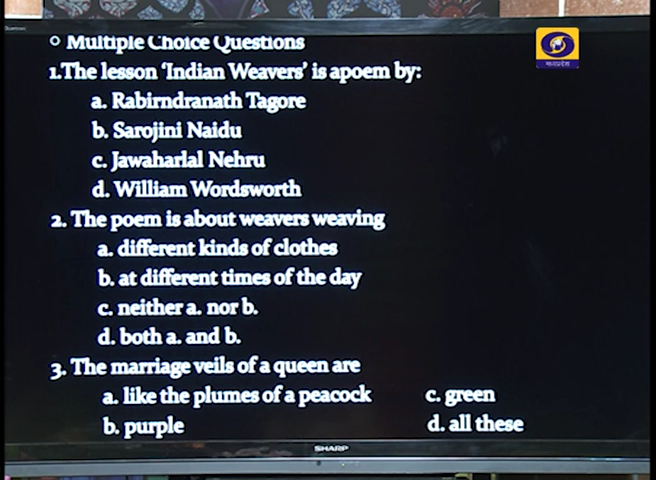 Multiple Choice Questions
1.The lesson 'Indian Weavers' is apoem by:
a. Rabirndranath Tagore
b. Sarojini Naidu
c. Jawaharlal Nehru
d. William Wordsworth
2. The poem is about weavers weaving
a. different kinds of clothes
b. at different times of the day
c. neither a. nor b.
d. both a. and b.
3. The marriage veils of a queen are
a. like the plumes of a peacock c. green
b. purple d. all these
SHARP
मध्यप्रदेश